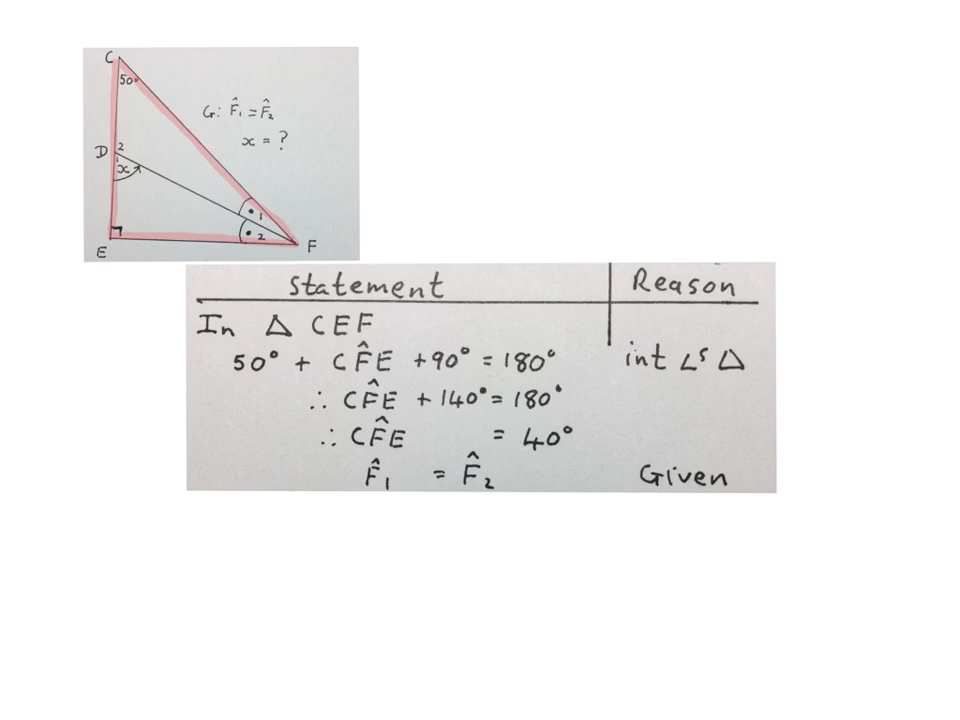 C
50°
G: F̂₁ = F̂₂
x = ?
D 2
1
x
1
2
E
F
statement Reason
In △ CEF
50° + CF̂E + 90° = 180° int ∠ˢ △
∴ CF̂E + 140° = 180°
∴ CF̂E = 40°
F̂₁ = F̂₂ Given